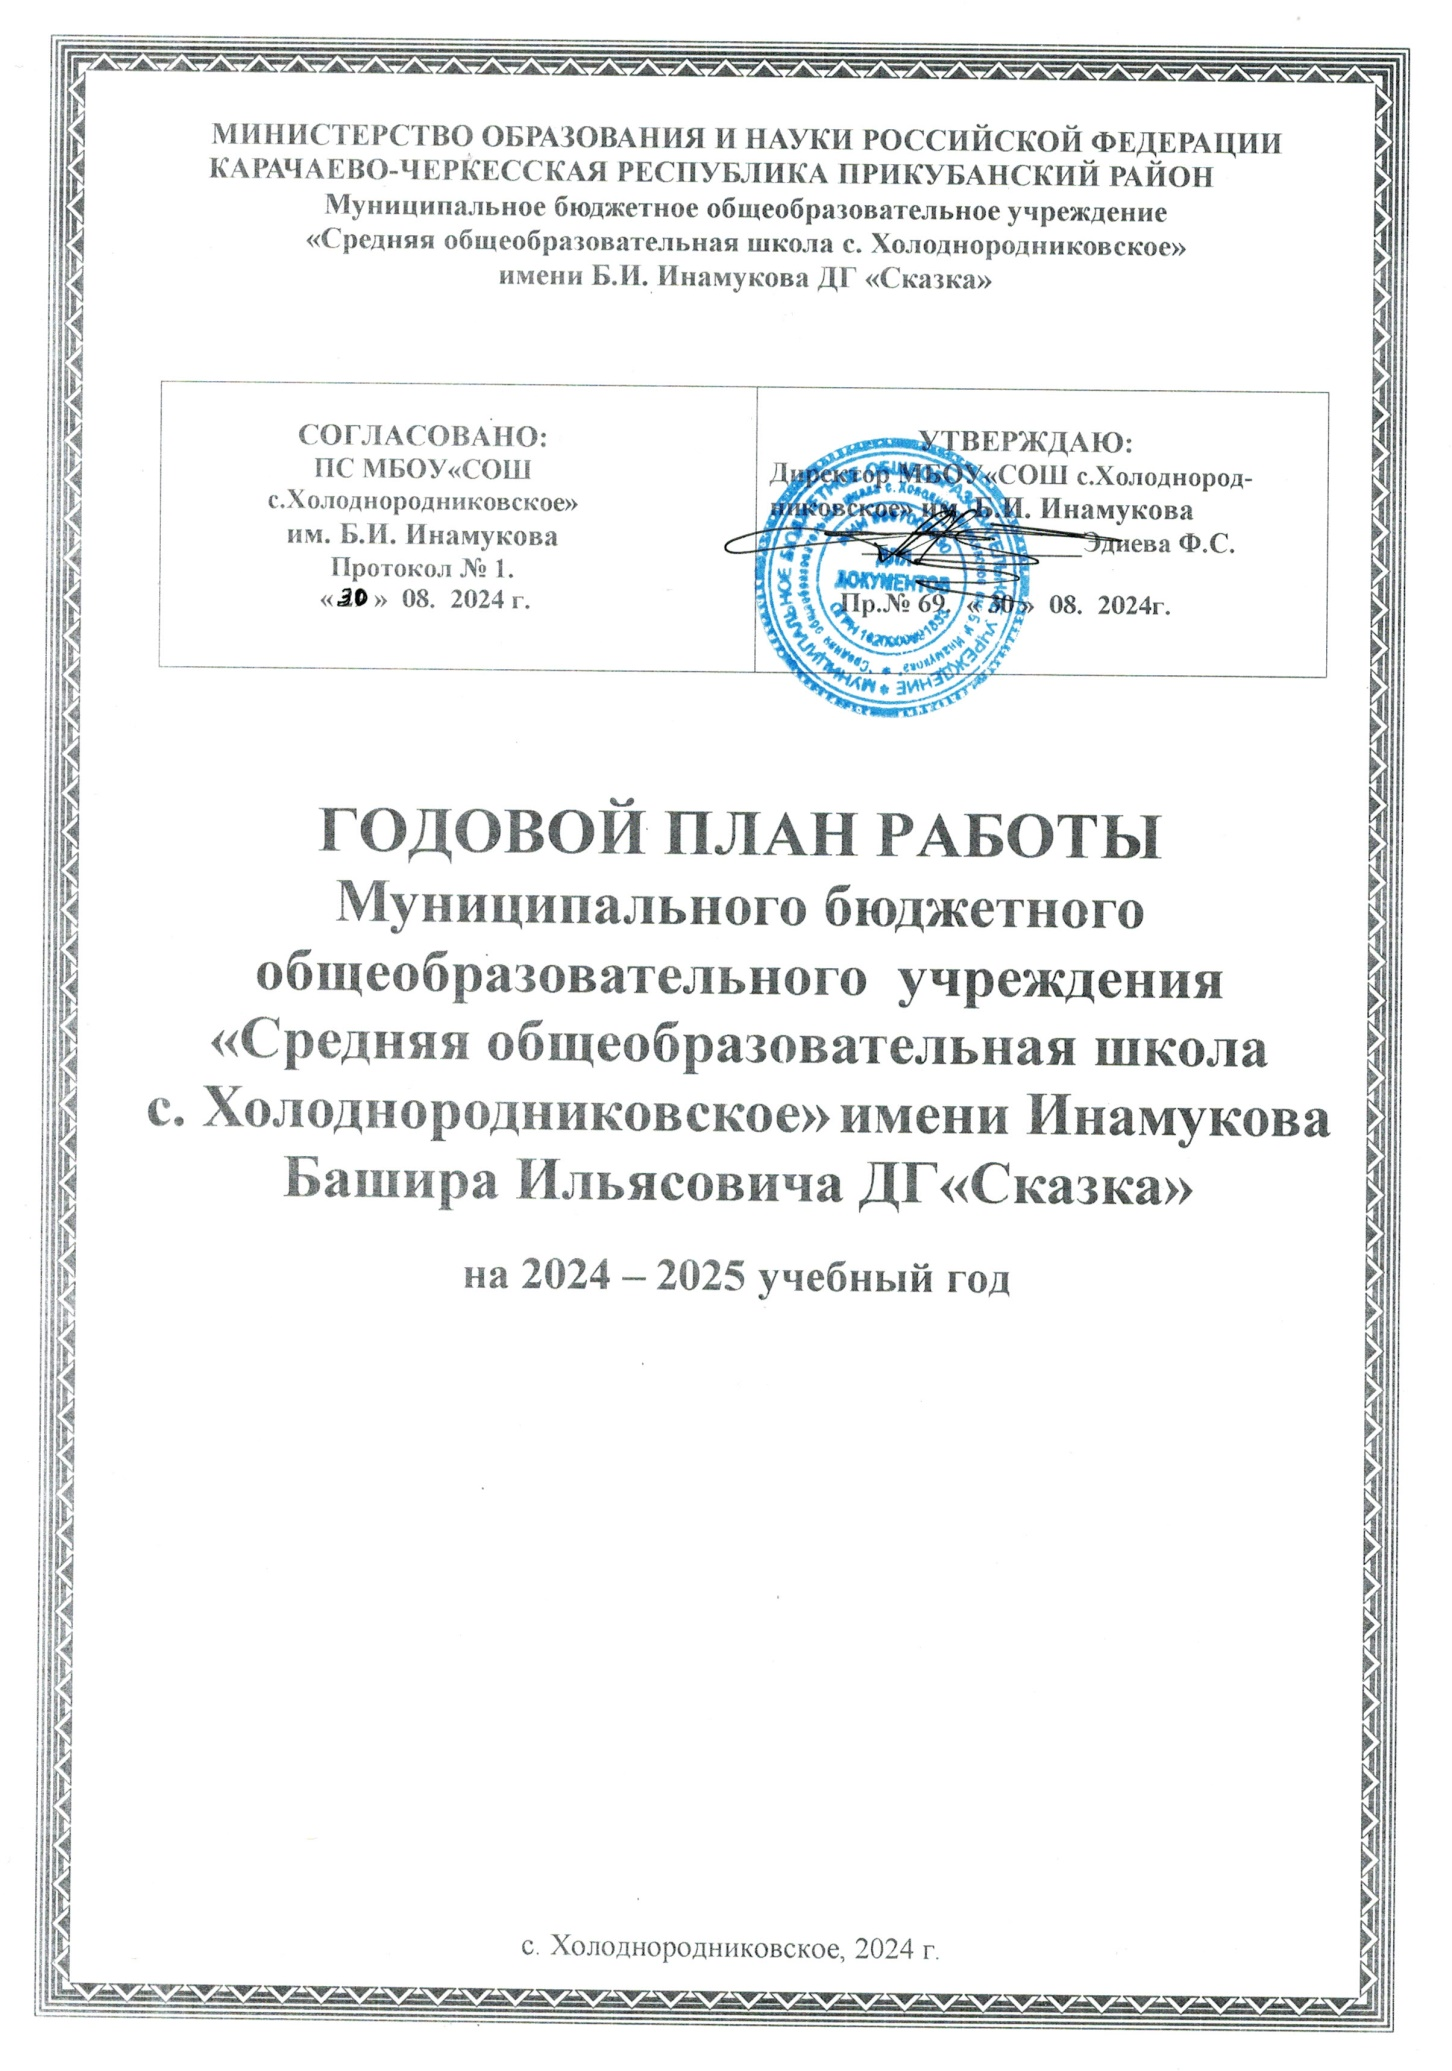 МИНИСТЕРСТВО ОБРАЗОВАНИЯ И НАУКИ РОССИЙСКОЙ ФЕДЕРАЦИИ
КАРАЧАЕВО-ЧЕРКЕССКАЯ РЕСПУБЛИКА ПРИКУБАНСКИЙ РАЙОН
Муниципальное бюджетное общеобразовательное учреждение
«Средняя общеобразовательная школа с. Холоднородниковское»
имени Б.И. Инамукова ДГ «Сказка»
СОГЛАСОВАНО:
ПС МБОУ«СОШ
с.Холоднородниковское»
им. Б.И. Инамукова
Протокол № 1.
«30» 08. 2024 г.
УТВЕРЖДАЮ:
Директор МБОУ«СОШ с.Холоднород-
никовское» им. Б.И. Инамукова
Эдиева Ф.С.
Пр.№ 69. «30» 08. 2024г.
ДЛЯ
ДОКУМЕНТОВ
ГОДОВОЙ ПЛАН РАБОТЫ
Муниципального бюджетного
общеобразовательного учреждения
«Средняя общеобразовательная школа
с. Холоднородниковское» имени Инамукова
Башира Ильясовича ДГ«Сказка»
на 2024 – 2025 учебный год
с. Холоднородниковское, 2024 г.